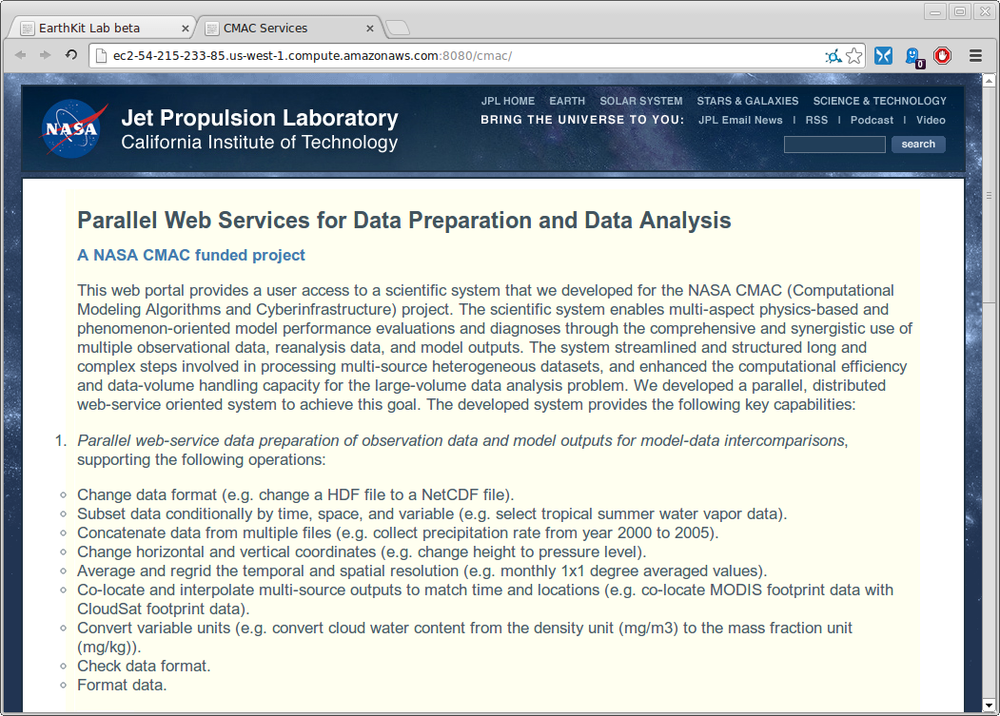 EarthKit Lab beta
CMAC Services
ec2-54-215-233-85.us-west-1.compute.amazonaws.com:8080/cmac/
0
NASA
Jet Propulsion Laboratory
California Institute of Technology
JPL HOME EARTH SOLAR SYSTEM STARS & GALAXIES SCIENCE & TECHNOLOGY
BRING THE UNIVERSE TO YOU: JPL Email News | RSS | Podcast | Video
search
Parallel Web Services for Data Preparation and Data Analysis
A NASA CMAC funded project
This web portal provides a user access to a scientific system that we developed for the NASA CMAC (Computational
Modeling Algorithms and Cyberinfrastructure) project. The scientific system enables multi-aspect physics-based and
phenomenon-oriented model performance evaluations and diagnoses through the comprehensive and synergistic use of
multiple observational data, reanalysis data, and model outputs. The system streamlined and structured long and
complex steps involved in processing multi-source heterogeneous datasets, and enhanced the computational efficiency
and data-volume handling capacity for the large-volume data analysis problem. We developed a parallel, distributed
web-service oriented system to achieve this goal. The developed system provides the following key capabilities:
1. Parallel web-service data preparation of observation data and model outputs for model-data intercomparisons,
supporting the following operations:
Change data format (e.g. change a HDF file to a NetCDF file).
Subset data conditionally by time, space, and variable (e.g. select tropical summer water vapor data).
Concatenate data from multiple files (e.g. collect precipitation rate from year 2000 to 2005).
Change horizontal and vertical coordinates (e.g. change height to pressure level).
Average and regrid the temporal and spatial resolution (e.g. monthly 1x1 degree averaged values).
Co-locate and interpolate multi-source outputs to match time and locations (e.g. co-locate MODIS footprint data with
CloudSat footprint data).
Convert variable units (e.g. convert cloud water content from the density unit (mg/m3) to the mass fraction unit
(mg/kg)).
Check data format.
Format data.